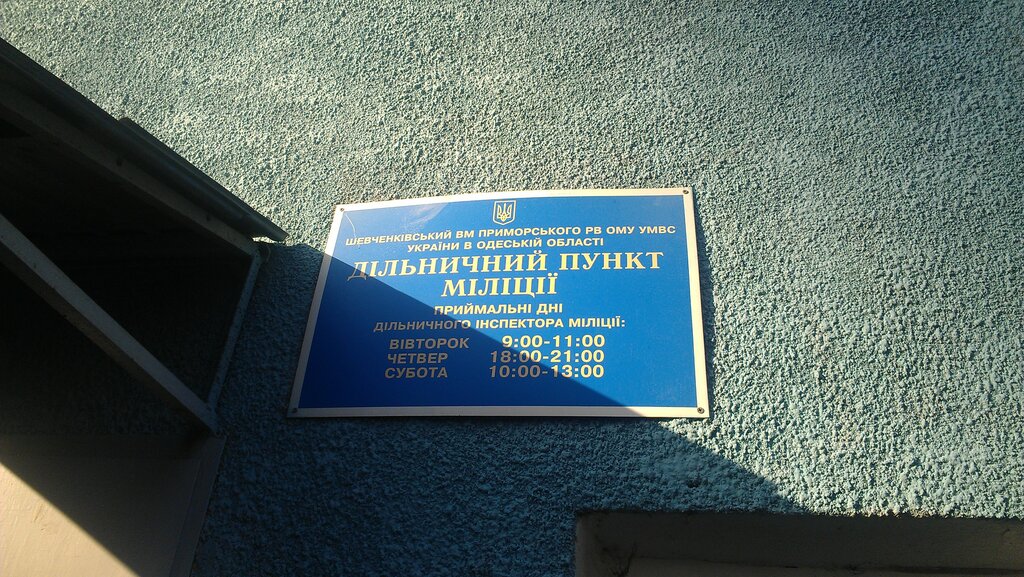 ШЕВЧЕНКІВСЬКИЙ ВМ ПРИМОРСЬКОГО РВ ОМУ УМВС
УКРАЇНИ В ОДЕСЬКІЙ ОБЛАСТІ
ДІЛЬНИЧНИЙ ПУНКТ
МІЛІЦІЇ
ПРИЙМАЛЬНІ ДНІ
ДІЛЬНИЧНОГО ІНСПЕКТОРА МІЛІЦІЇ:
ВІВТОРОК 9:00-11:00
ЧЕТВЕР 18:00-21:00
СУБОТА 10:00-13:00